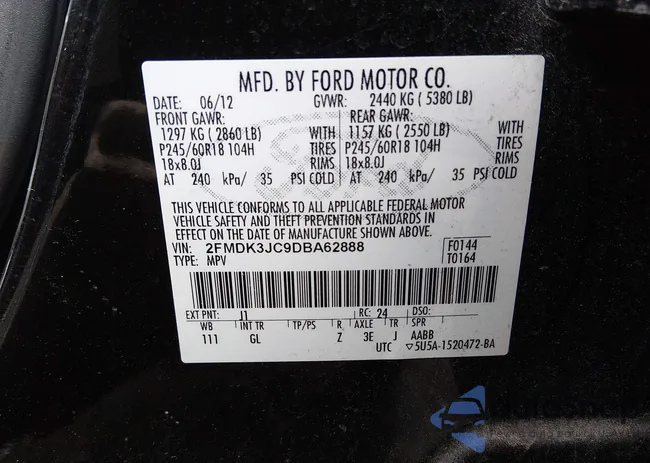 MFD. BY FORD MOTOR CO.
DATE: 06/12 GVWR: 2440 KG ( 5380 LB)
FRONT GAWR: REAR GAWR:
1297 KG ( 2860 LB) WITH 1157 KG ( 2550 LB) WITH
P245/60R18 104H TIRES P245/60R18 104H TIRES
18x8.0J RIMS 18x8.0J RIMS
AT 240 kPa/ 35 PSI COLD AT 240 kPa/ 35 PSI COLD
THIS VEHICLE CONFORMS TO ALL APPLICABLE FEDERAL MOTOR
VEHICLE SAFETY AND THEFT PREVENTION STANDARDS IN
EFFECT ON THE DATE OF MANUFACTURE SHOWN ABOVE.
VIN: 2FMDK3JC9DBA62888 F0144
TYPE: MPV T0164
EXT PNT: J1 RC: 24 DSO:
WB INT TR TP/PS R AXLE TR SPR
111 GL Z 3E J AABB
UTC ▽5U5A-1520472-BA